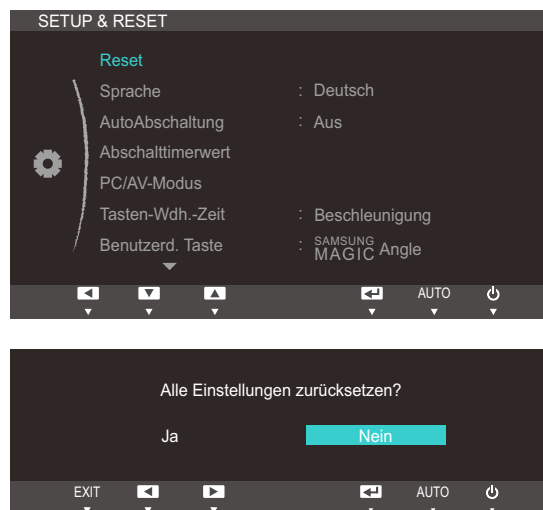 SETUP & RESET
Reset
Sprache : Deutsch
AutoAbschaltung : Aus
Abschalttimerwert
PC/AV-Modus
Tasten-Wdh.-Zeit : Beschleunigung
Benutzerd. Taste : SAMSUNG MAGIC Angle
AUTO
Alle Einstellungen zurücksetzen?
Ja Nein
EXIT AUTO